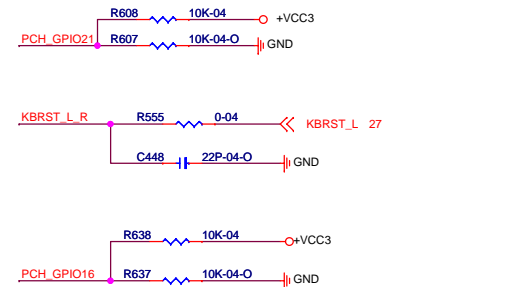 R608 10K-04 +VCC3
PCH_GPIO21 R607 10K-04-O GND
KBRST_L_R R555 0-04 KBRST_L 27
C448 22P-04-O GND
R638 10K-04 +VCC3
PCH_GPIO16 R637 10K-04-O GND